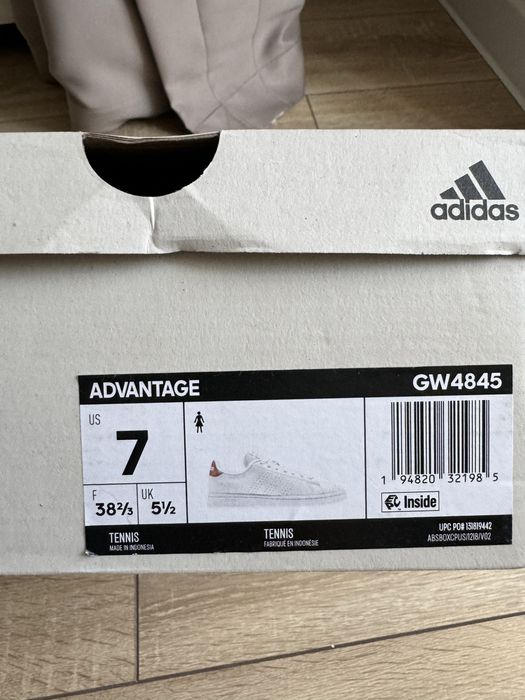 adidas
ADVANTAGE
GW4845
US
7
F
38⅔
UK
5½
1 94820 32198 5
Inside
TENNIS
MADE IN INDONESIA
TENNIS
FABRIQUÉ EN INDONÉSIE
UPC PO# 131819442
ABSBOXCPUS/1218/V02